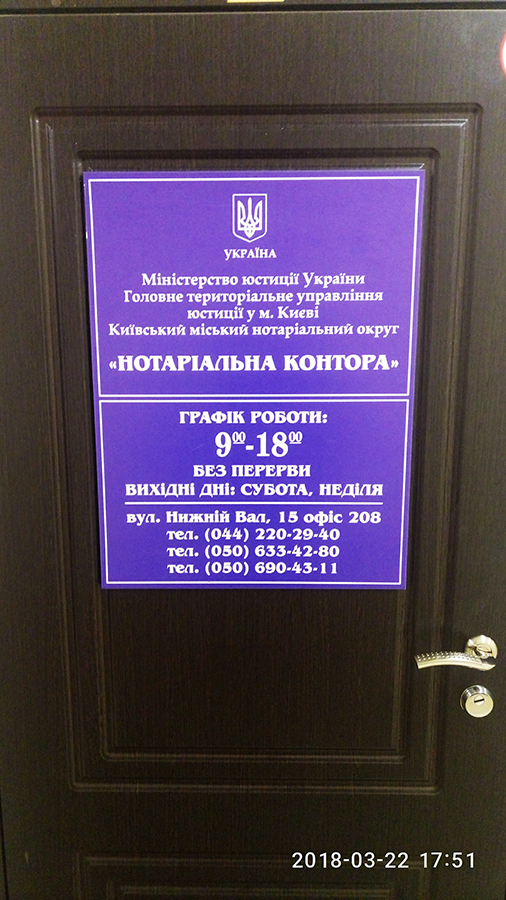 УКРАЇНА
Міністерство юстиції України
Головне територіальне управління
юстиції у м. Києві
Київський міський нотаріальний округ
«НОТАРІАЛЬНА КОНТОРА»
ГРАФІК РОБОТИ:
9⁰⁰-18⁰⁰
БЕЗ ПЕРЕРВИ
ВИХІДНІ ДНІ: СУБОТА, НЕДІЛЯ
вул. Нижній Вал, 15 офіс 208
тел. (044) 220-29-40
тел. (050) 633-42-80
тел. (050) 690-43-11
2018-03-22 17:51